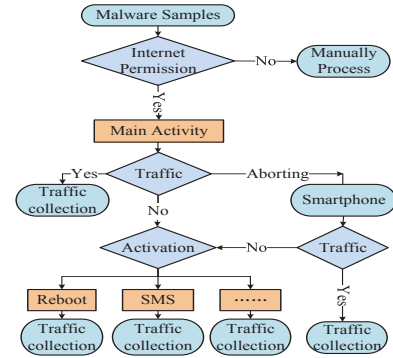 Malware Samples
Internet
Permission
No
Manually
Process
Yes
Main Activity
Yes
Traffic
Aborting
Traffic
collection
Smartphone
No
Activation
No
Traffic
Reboot
SMS
......
Yes
Traffic
collection
Traffic
collection
Traffic
collection
Traffic
collection